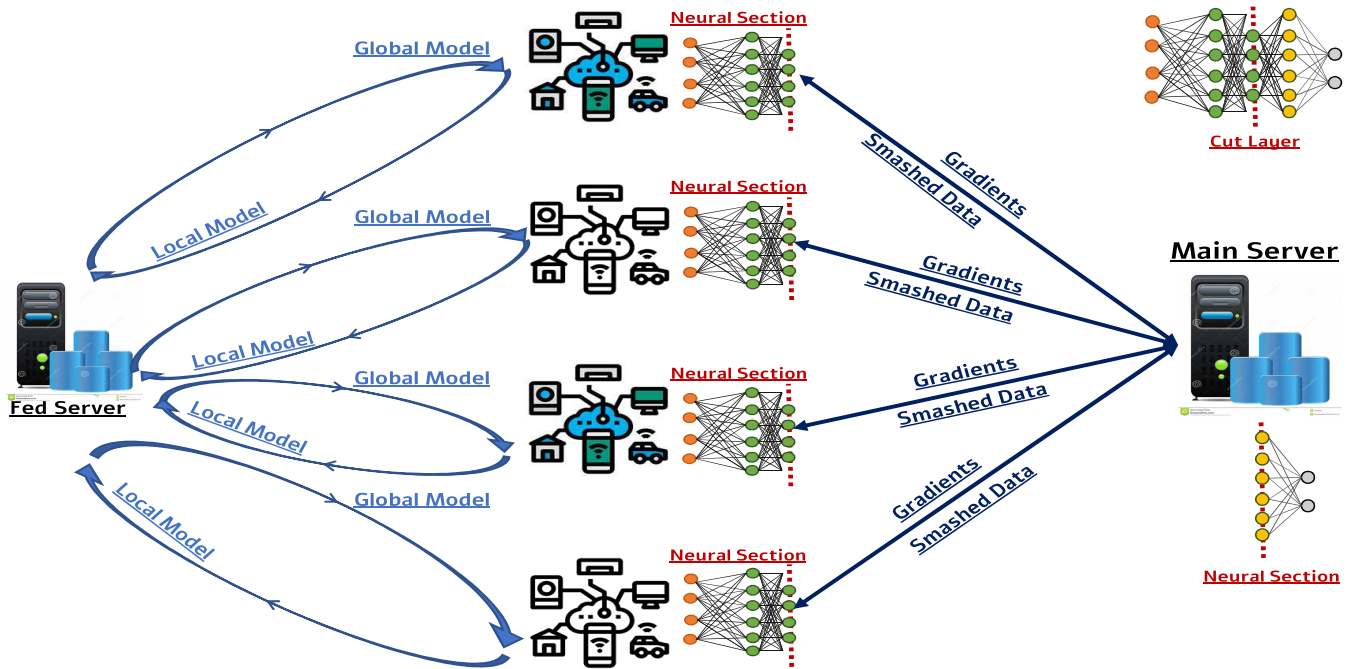 Neural Section
Global Model
Cut Layer
Gradients
Smashed Data
Local Model
Neural Section
Global Model
Main Server
Gradients
Smashed Data
Local Model
Fed Server
Neural Section
Global Model
Gradients
Smashed Data
Local Model
Gradients
Smashed Data
Global Model
Local Model
Neural Section
Neural Section